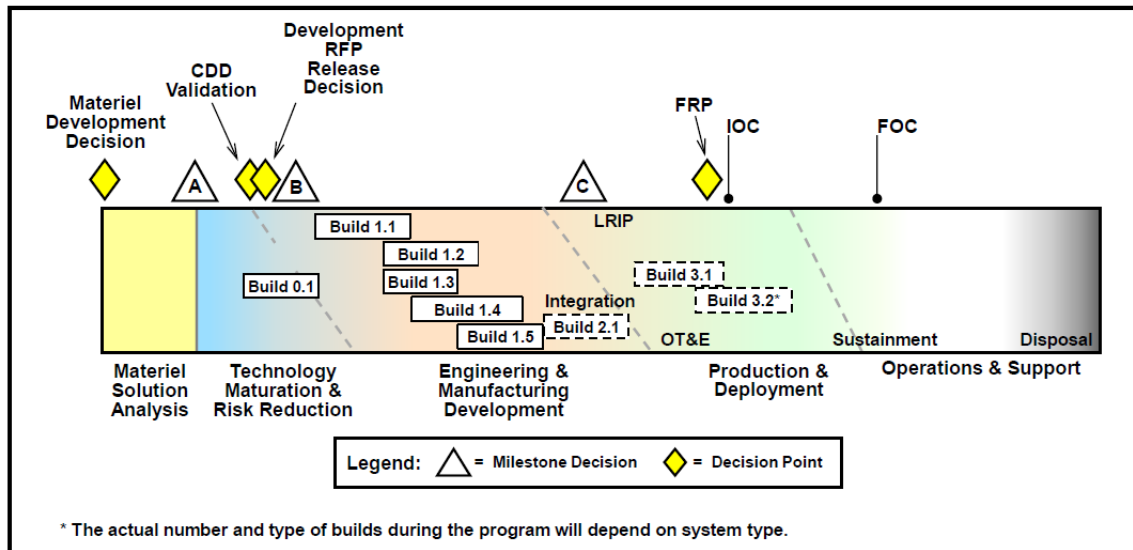 Development
RFP
Release
Decision
CDD
Validation
Materiel
Development
Decision
FRP
IOC
FOC
A
B
C
LRIP
Build 1.1
Build 1.2
Build 0.1
Build 1.3
Build 3.1
Build 1.4
Integration
Build 3.2*
Build 2.1
Build 1.5
OT&E
Sustainment
Disposal
Materiel
Solution
Analysis
Technology
Maturation &
Risk Reduction
Engineering &
Manufacturing
Development
Production &
Deployment
Operations & Support
Legend: = Milestone Decision = Decision Point
* The actual number and type of builds during the program will depend on system type.